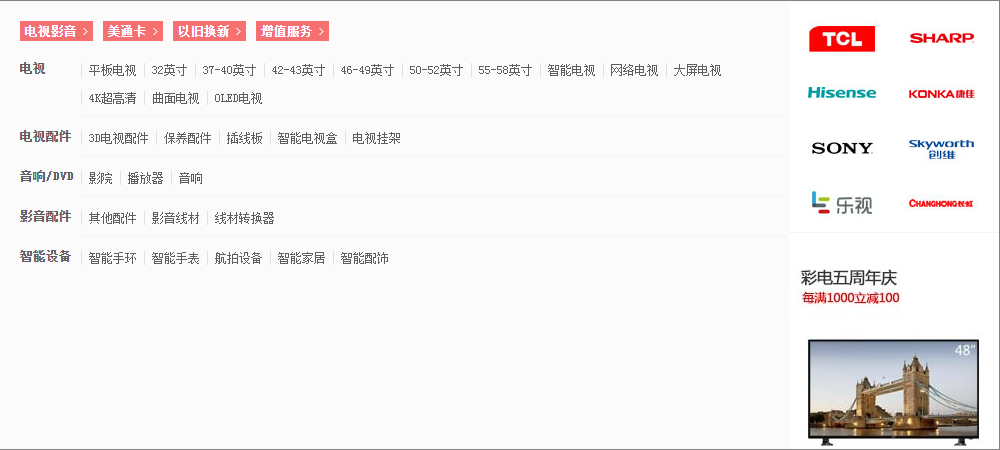 电视影音 > 美通卡 > 以旧换新 > 增值服务 >
电视 平板电视 32英寸 37-40英寸 42-43英寸 46-49英寸 50-52英寸 55-58英寸 智能电视 网络电视 大屏电视
4K超高清 曲面电视 OLED电视
电视配件 3D电视配件 保养配件 插线板 智能电视盒 电视挂架
音响/DVD 影院 播放器 音响
影音配件 其他配件 影音线材 线材转换器
智能设备 智能手环 智能手表 航拍设备 智能家居 智能配饰
TCL SHARP
Hisense KONKA康佳
SONY Skyworth
创维
乐视 CHANGHONG长虹
彩电五周年庆
每满1000立减100
48"